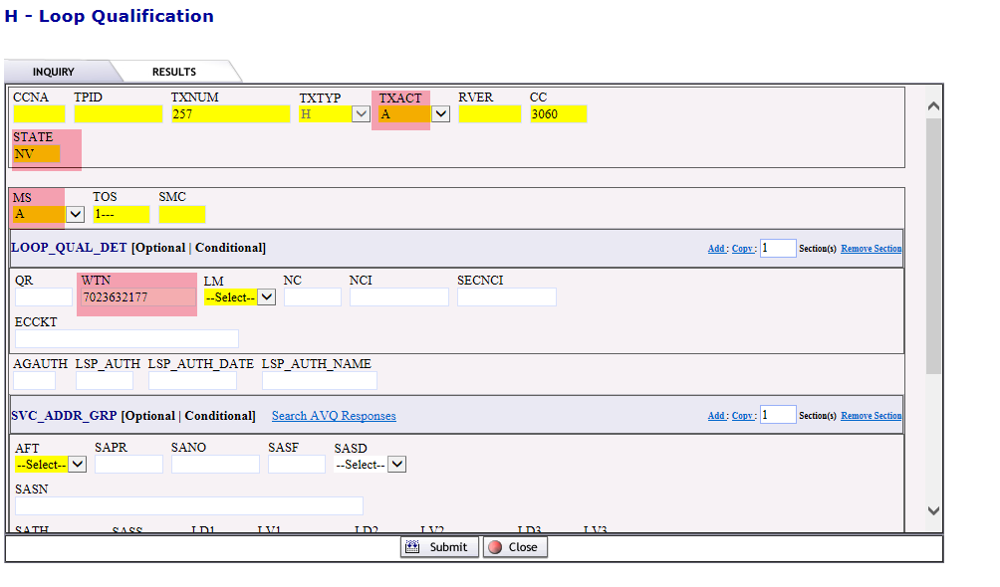 H - Loop Qualification
INQUIRY RESULTS
CCNA TPID TXNUM TXTYP TXACT RVER CC
257 H A 3060
STATE
NV
MS TOS SMC
A 1---
LOOP_QUAL_DET [Optional | Conditional] Add : Copy : 1 Section(s) Remove Section
QR WTN LM NC NCI SECNCI
7023632177 --Select--
ECCKT
AGAUTH LSP_AUTH LSP_AUTH_DATE LSP_AUTH_NAME
SVC_ADDR_GRP [Optional | Conditional] Search AVQ Responses Add : Copy : 1 Section(s) Remove Section
AFT SAPR SANO SASF SASD
--Select-- --Select--
SASN
SATH SASS LD1 LV1 LD2 LV2 LD3 LV3
Submit Close